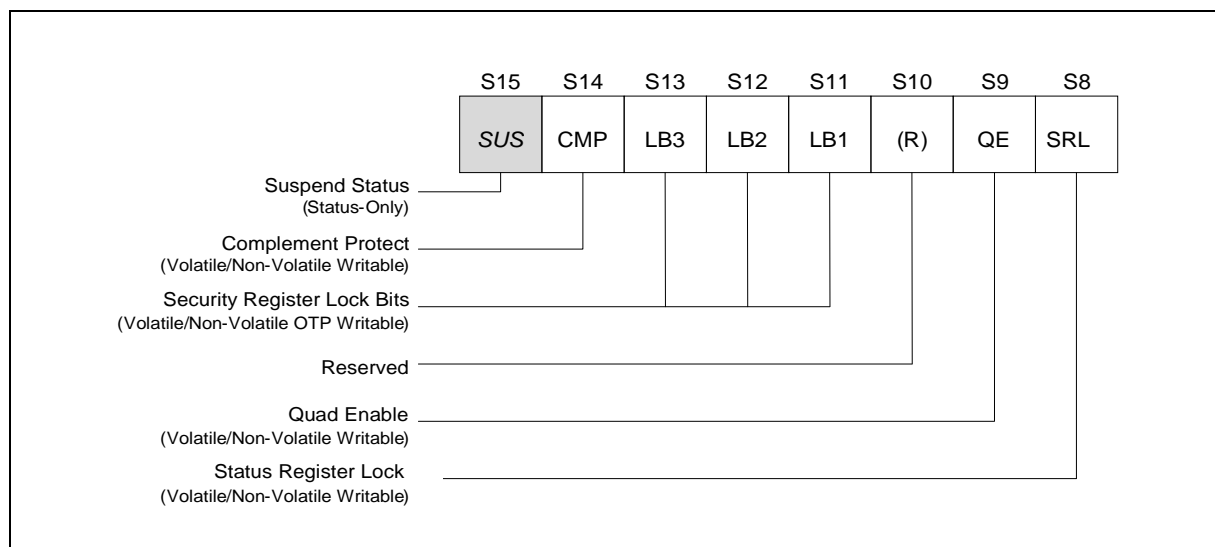 S15 S14 S13 S12 S11 S10 S9 S8
SUS CMP LB3 LB2 LB1 (R) QE SRL
Suspend Status
(Status-Only)
Complement Protect
(Volatile/Non-Volatile Writable)
Security Register Lock Bits
(Volatile/Non-Volatile OTP Writable)
Reserved
Quad Enable
(Volatile/Non-Volatile Writable)
Status Register Lock
(Volatile/Non-Volatile Writable)